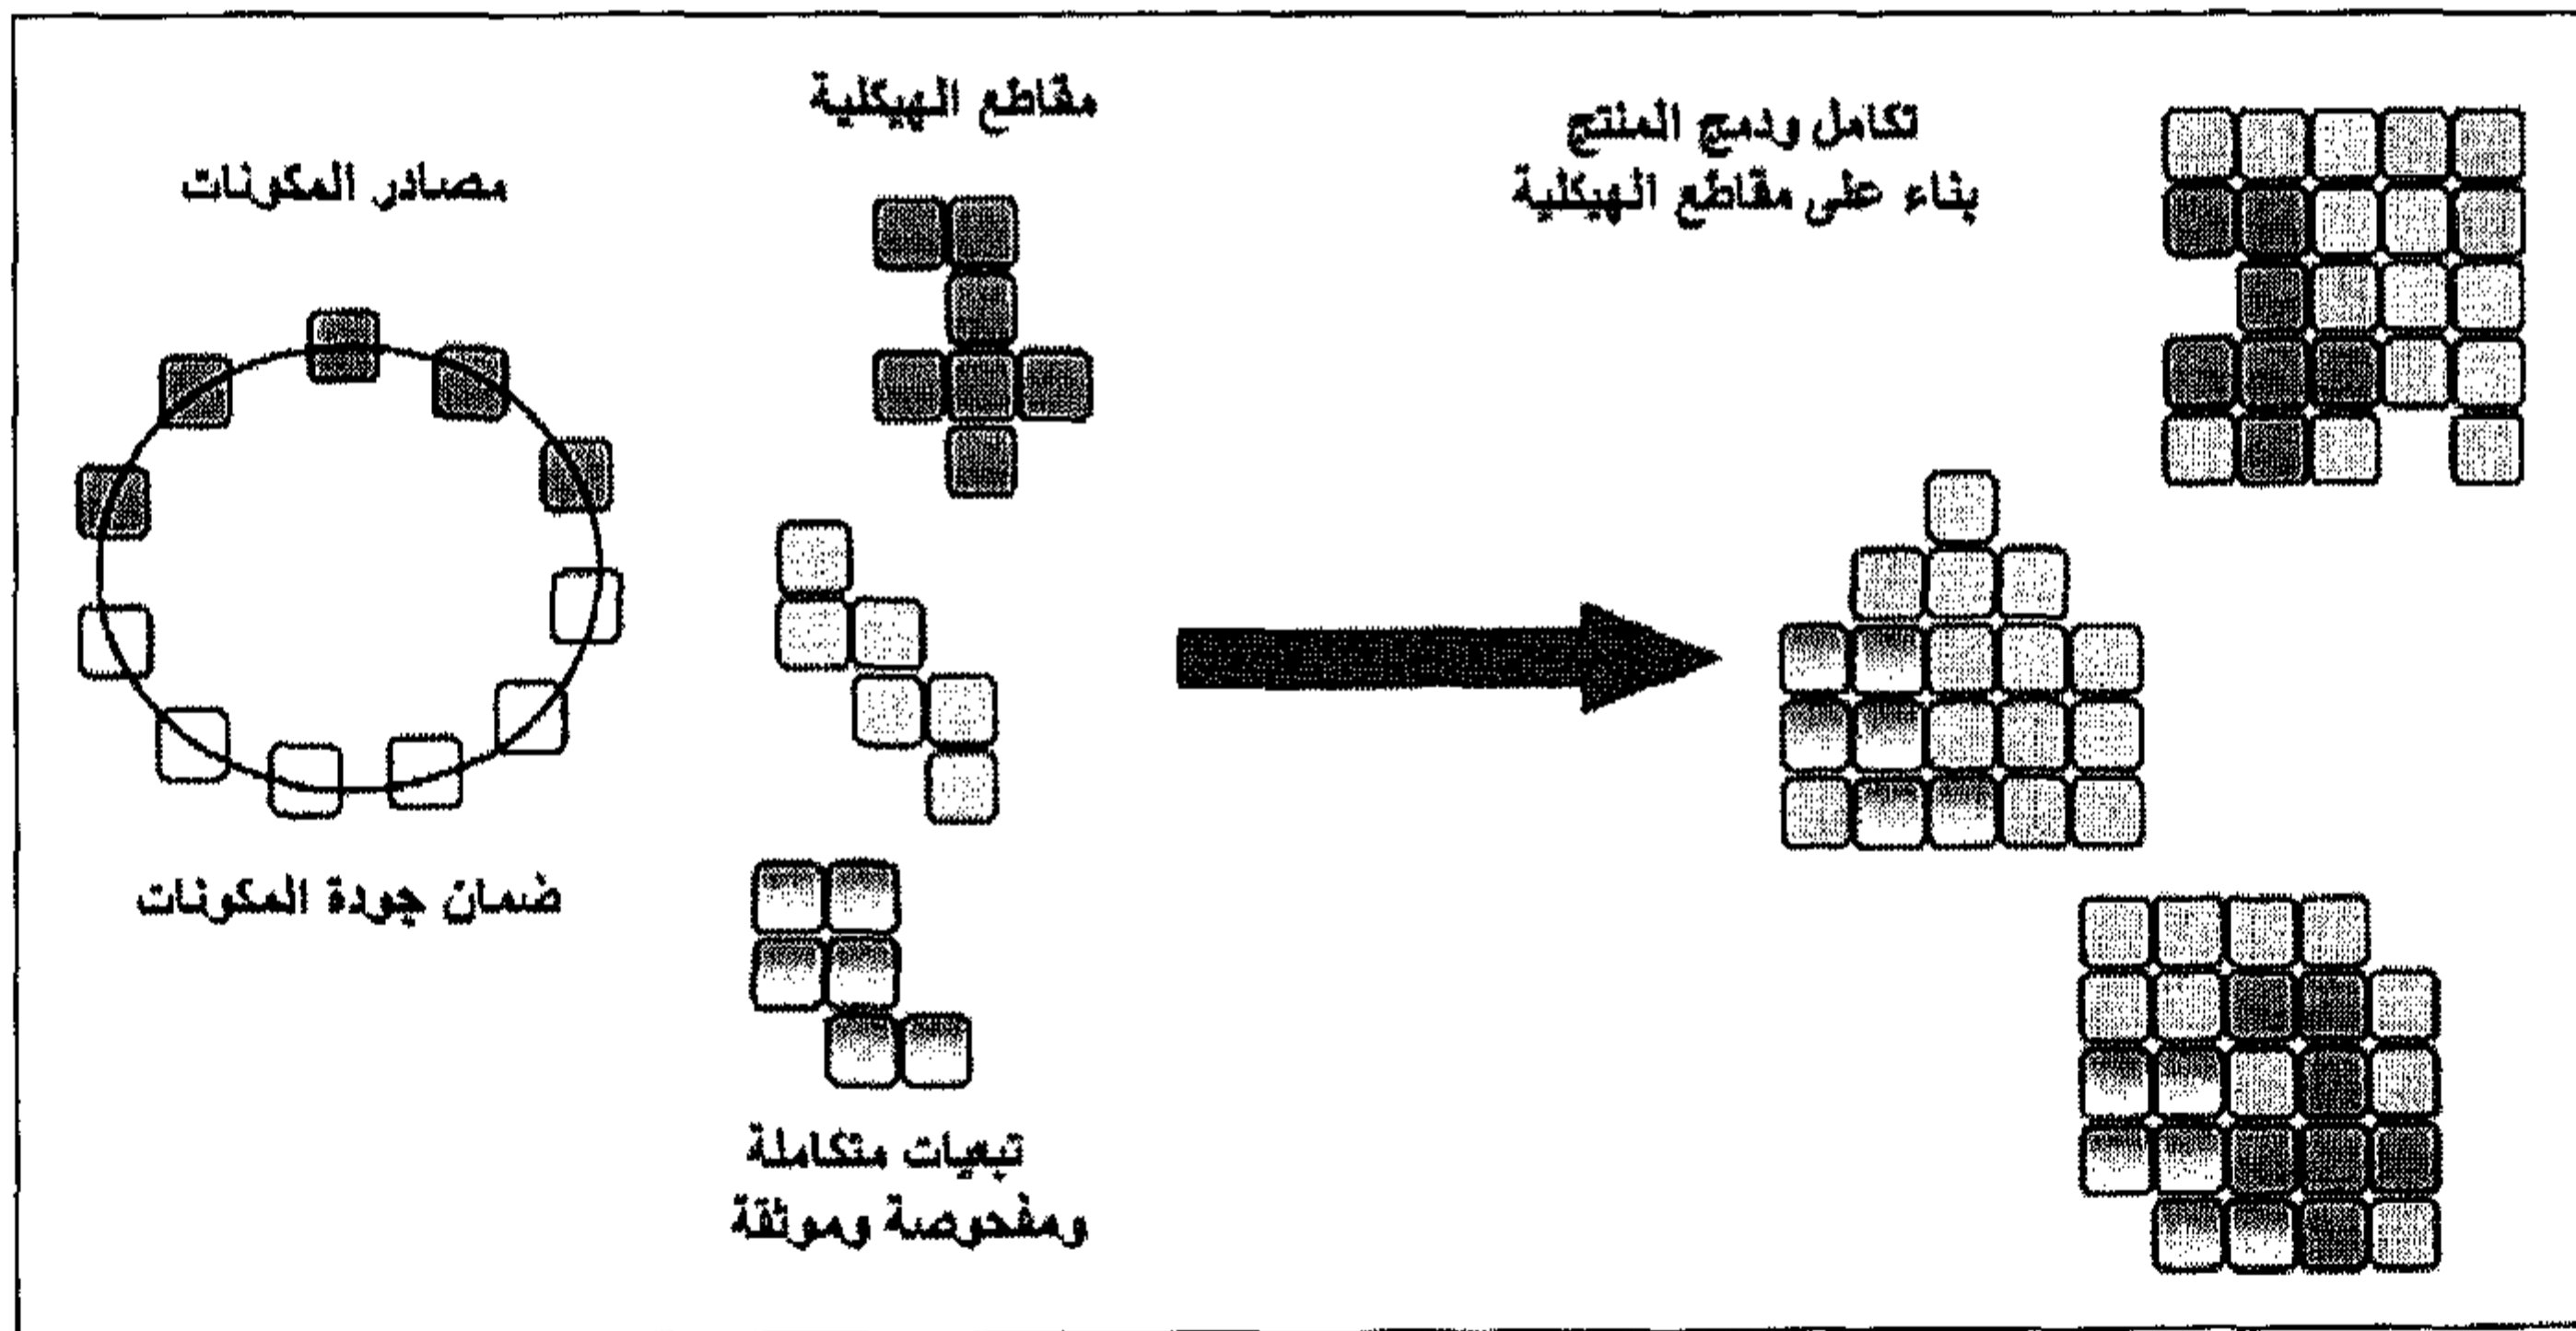 مقاطع الهيكلية
تكامل ودمج المنتج
بناء على مقاطع الهيكلية
مصادر المكونات
ضمان جودة المكونات
تبعيات متكاملة
ومفحوصة وموثقة